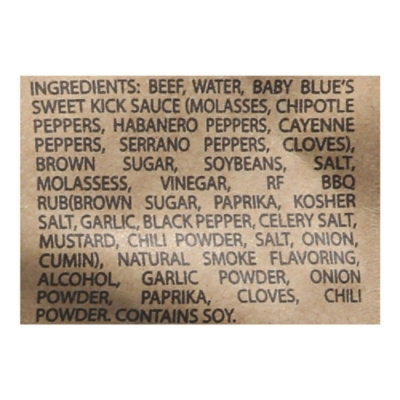 INGREDIENTS: BEEF, WATER, BABY BLUE'S
SWEET KICK SAUCE (MOLASSES, CHIPOTLE
PEPPERS, HABANERO PEPPERS, CAYENNE
PEPPERS, SERRANO PEPPERS, CLOVES),
BROWN SUGAR, SOYBEANS, SALT,
MOLASSESS, VINEGAR, RF BBQ
RUB(BROWN SUGAR, PAPRIKA, KOSHER
SALT, GARLIC, BLACK PEPPER, CELERY SALT,
MUSTARD, CHILI POWDER, SALT, ONION,
CUMIN), NATURAL SMOKE FLAVORING,
ALCOHOL, GARLIC POWDER, ONION
POWDER, PAPRIKA, CLOVES, CHILI
POWDER. CONTAINS SOY.